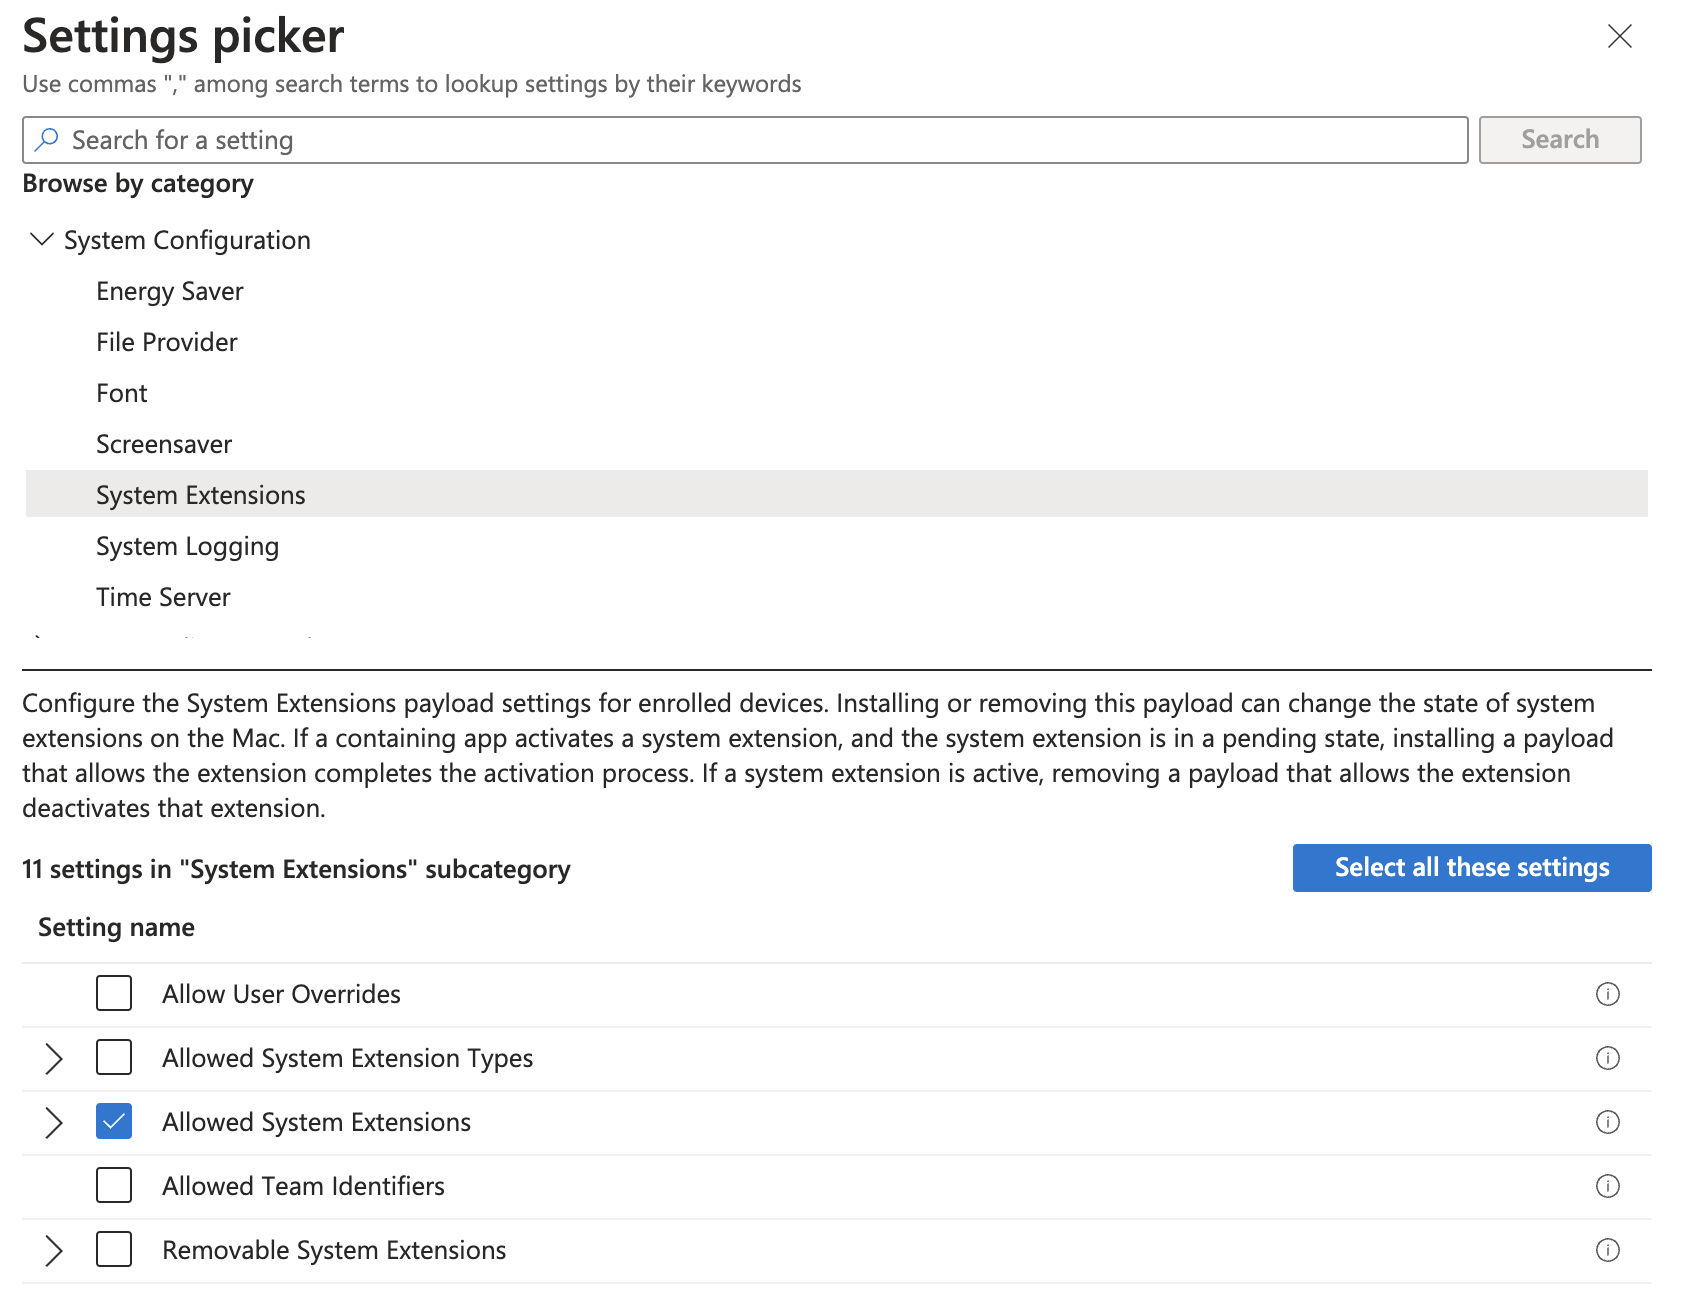 Settings picker
Use commas "," among search terms to lookup settings by their keywords
Search for a setting
Search
Browse by category
System Configuration
Energy Saver
File Provider
Font
Screensaver
System Extensions
System Logging
Time Server
Configure the System Extensions payload settings for enrolled devices. Installing or removing this payload can change the state of system
extensions on the Mac. If a containing app activates a system extension, and the system extension is in a pending state, installing a payload
that allows the extension completes the activation process. If a system extension is active, removing a payload that allows the extension
deactivates that extension.
11 settings in "System Extensions" subcategory
Select all these settings
Setting name
Allow User Overrides
Allowed System Extension Types
Allowed System Extensions
Allowed Team Identifiers
Removable System Extensions